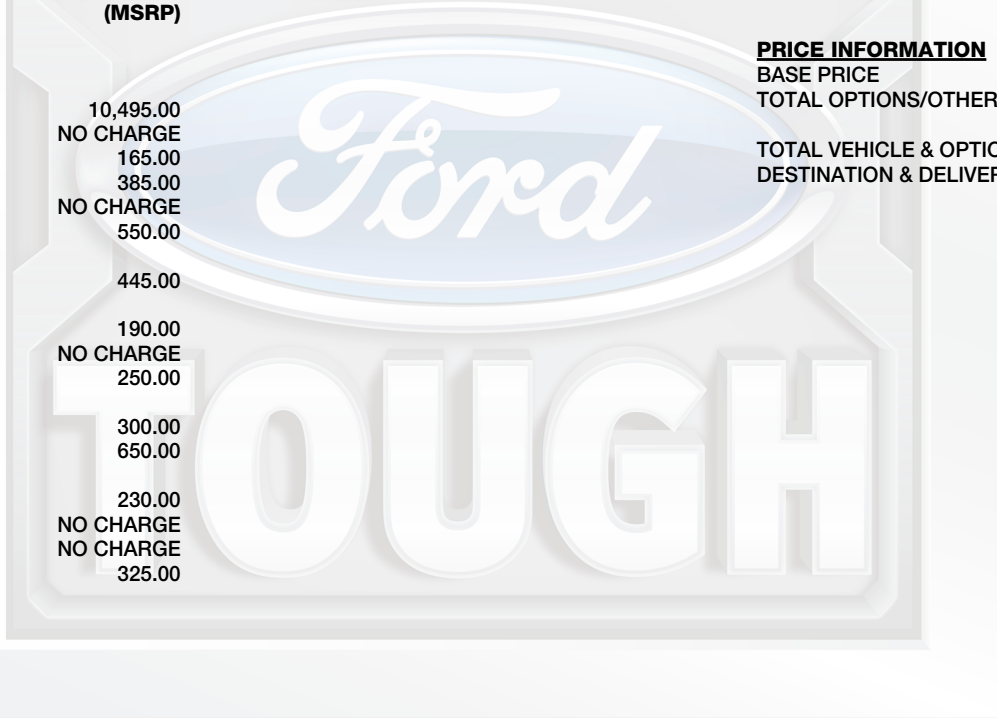 (MSRP)
10,495.00
NO CHARGE
165.00
385.00
NO CHARGE
550.00
445.00
190.00
NO CHARGE
250.00
300.00
650.00
230.00
NO CHARGE
NO CHARGE
325.00
PRICE INFORMATION
BASE PRICE
TOTAL OPTIONS/OTHER
TOTAL VEHICLE & OPTIO
DESTINATION & DELIVER
Ford
TOUGH